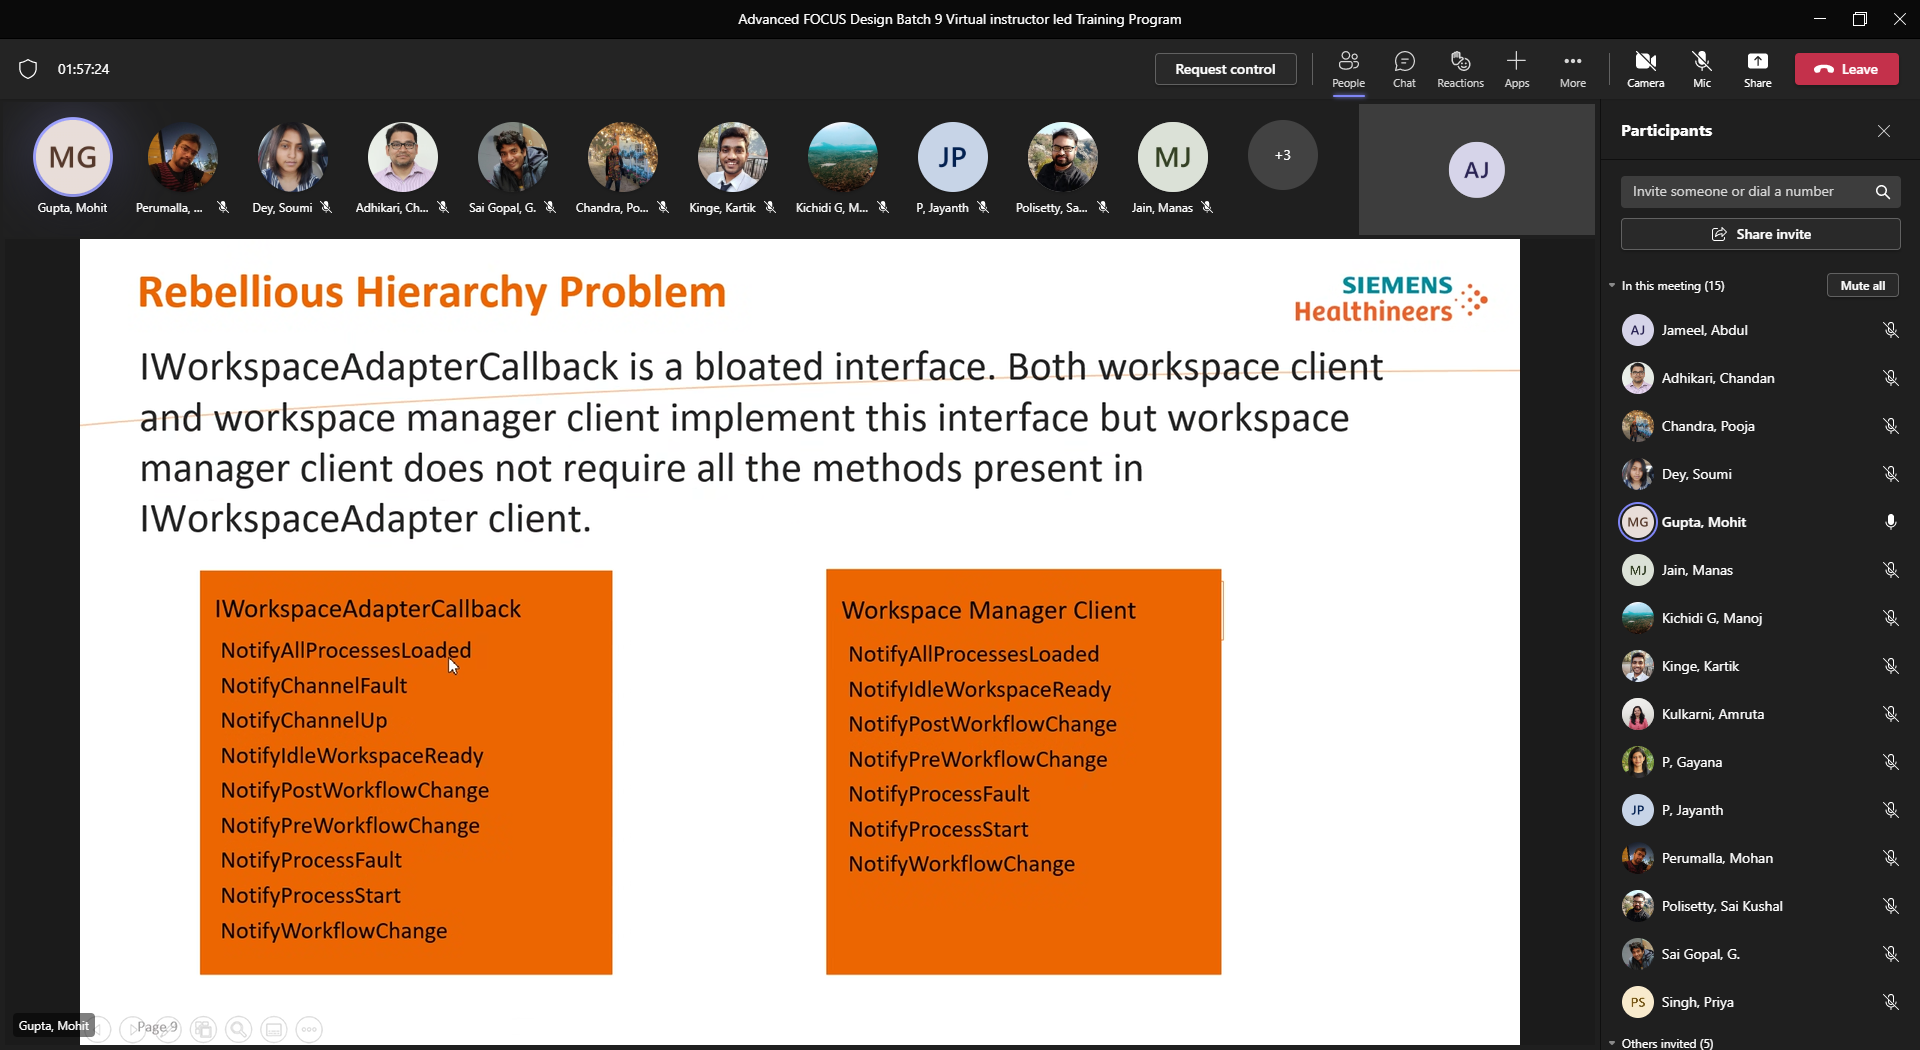 Advanced FOCUS Design Batch 9 Virtual instructor led Training Program
01:57:24
Request control
People
Chat
Reactions
Apps
More
Camera
Mic
Share
Leave
MG
JP
MJ
+3
AJ
Gupta, Mohit
Perumalla, ...
Dey, Soumi
Adhikari, Ch...
Sai Gopal, G.
Chandra, Po...
Kinge, Kartik
Kichidi G, M...
P, Jayanth
Polisetty, Sa...
Jain, Manas
Rebellious Hierarchy Problem
SIEMENS
Healthineers
IWorkspaceAdapterCallback is a bloated interface. Both workspace client
and workspace manager client implement this interface but workspace
manager client does not require all the methods present in
IWorkspaceAdapter client.
IWorkspaceAdapterCallback
NotifyAllProcessesLoaded
NotifyChannelFault
NotifyChannelUp
NotifyIdleWorkspaceReady
NotifyPostWorkflowChange
NotifyPreWorkflowChange
NotifyProcessFault
NotifyProcessStart
NotifyWorkflowChange
Workspace Manager Client
NotifyAllProcessesLoaded
NotifyIdleWorkspaceReady
NotifyPostWorkflowChange
NotifyPreWorkflowChange
NotifyProcessFault
NotifyProcessStart
NotifyWorkflowChange
Gupta, Mohit
Page 9
Participants
Invite someone or dial a number
Share invite
In this meeting (15)
Mute all
AJ Jameel, Abdul
Adhikari, Chandan
Chandra, Pooja
Dey, Soumi
MG Gupta, Mohit
MJ Jain, Manas
Kichidi G, Manoj
Kinge, Kartik
Kulkarni, Amruta
P, Gayana
JP P, Jayanth
Perumalla, Mohan
Polisetty, Sai Kushal
Sai Gopal, G.
PS Singh, Priya
Others invited (5)